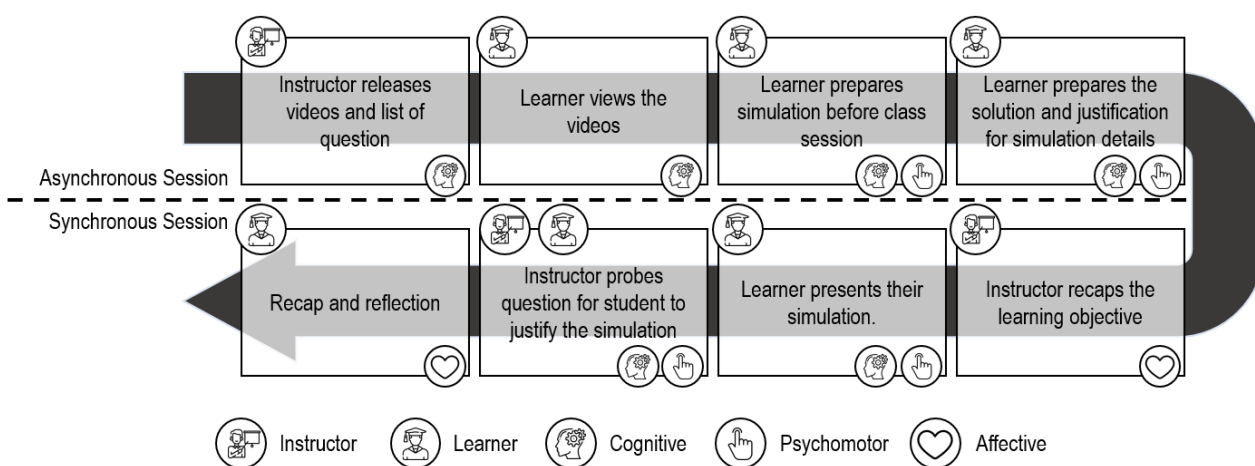 Instructor releases
videos and list of
question
Learner views the
videos
Learner prepares
simulation before class
session
Learner prepares the
solution and justification
for simulation details
Asynchronous Session
Synchronous Session
Recap and reflection
Instructor probes
question for student to
justify the simulation
Learner presents their
simulation.
Instructor recaps the
learning objective
Instructor
Learner
Cognitive
Psychomotor
Affective